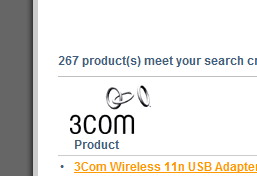 267 product(s) meet your search cr
3COM
Product
• 3Com Wireless 11n USB Adapter